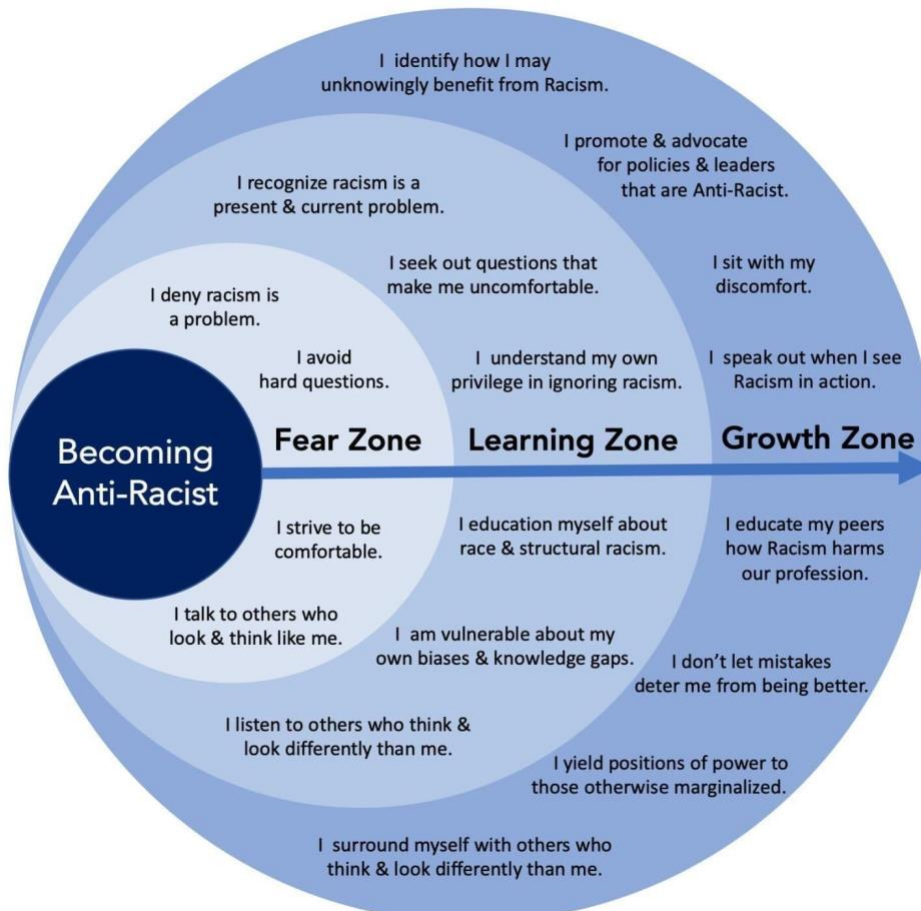 I  identify how I may
unknowingly benefit from Racism.
I promote & advocate
for policies & leaders
that are Anti-Racist.
I recognize racism is a
present & current problem.
I seek out questions that
make me uncomfortable.
I sit with my
discomfort.
I deny racism is
a problem.
I avoid
hard questions.
I  understand my own
privilege in ignoring racism.
I  speak out when I see
Racism in action.
Becoming
Anti-Racist
Fear Zone
Learning Zone
Growth Zone
I strive to be
comfortable.
I education myself about
race & structural racism.
I educate my peers
how Racism harms
our profession.
I talk to others who
look & think like me.
I  am vulnerable about my
own biases & knowledge gaps.
I don’t let mistakes
deter me from being better.
I listen to others who think &
look differently than me.
I yield positions of power to
those otherwise marginalized.
I  surround myself with others who
think & look differently than me.